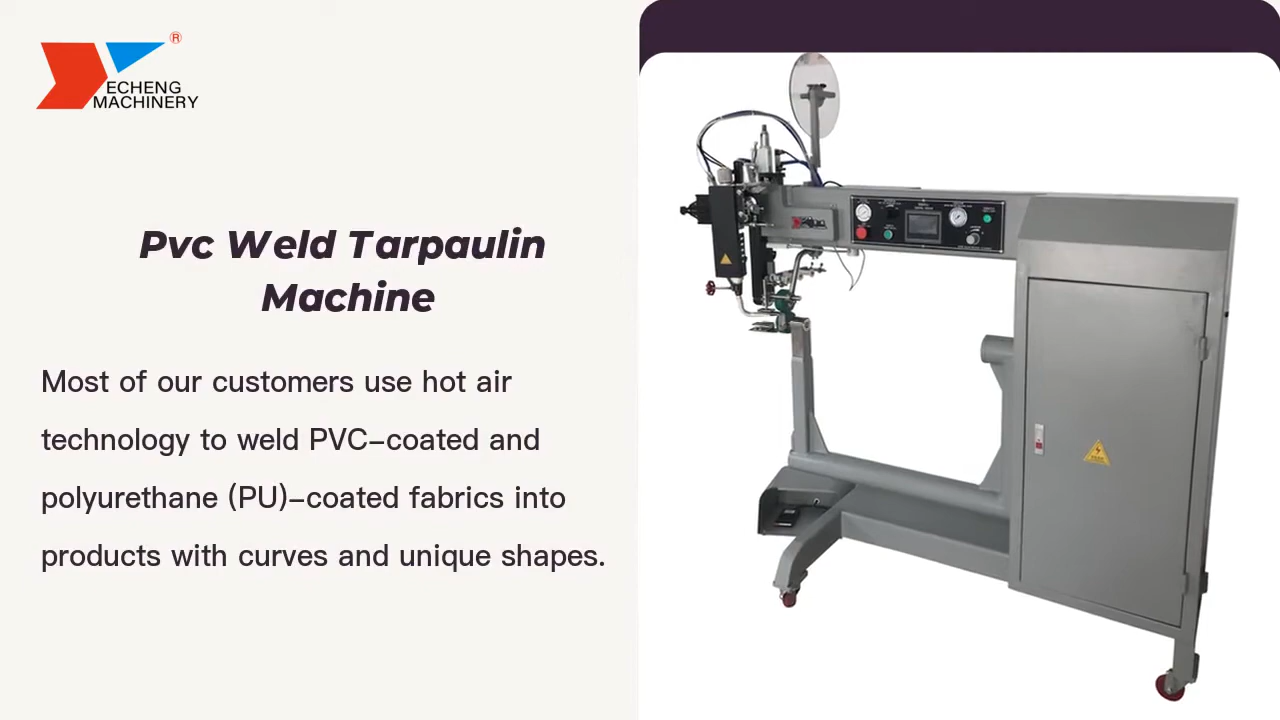 ®
ECHENG
MACHINERY
Pvc Weld Tarpaulin
Machine
Most of our customers use hot air
technology to weld PVC-coated and
polyurethane (PU)-coated fabrics into
products with curves and unique shapes.